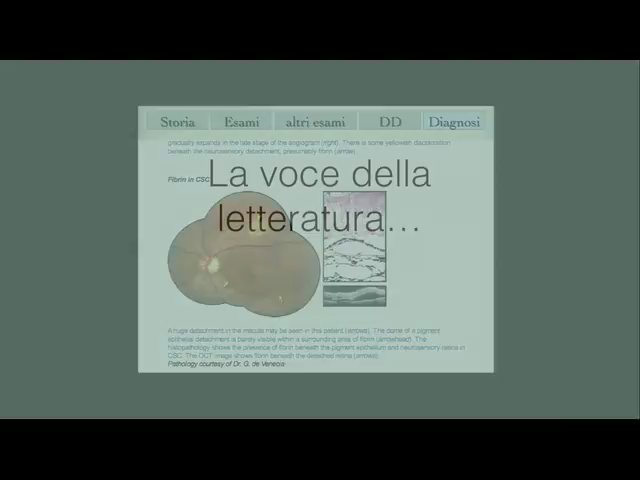 Storia Esami altri esami DD Diagnosi
gradually expands in the late stage of the angiogram (right). There is some yellowish discoloration
beneath the neurosensory detachment, presumably fibrin (arrow).
Fibrin in CSC
La voce della
letteratura...
A huge detachment in the macula may be seen in this patient (arrows). The dome of a pigment
epithelial detachment is barely visible within a surrounding area of fibrin (arrowhead). The
histopathology shows the presence of fibrin beneath the pigment epithelium and neurosensory retina in
CSC. The OCT image shows fibrin beneath the detached retina (arrows).
Pathology courtesy of Dr. G. de Venecia